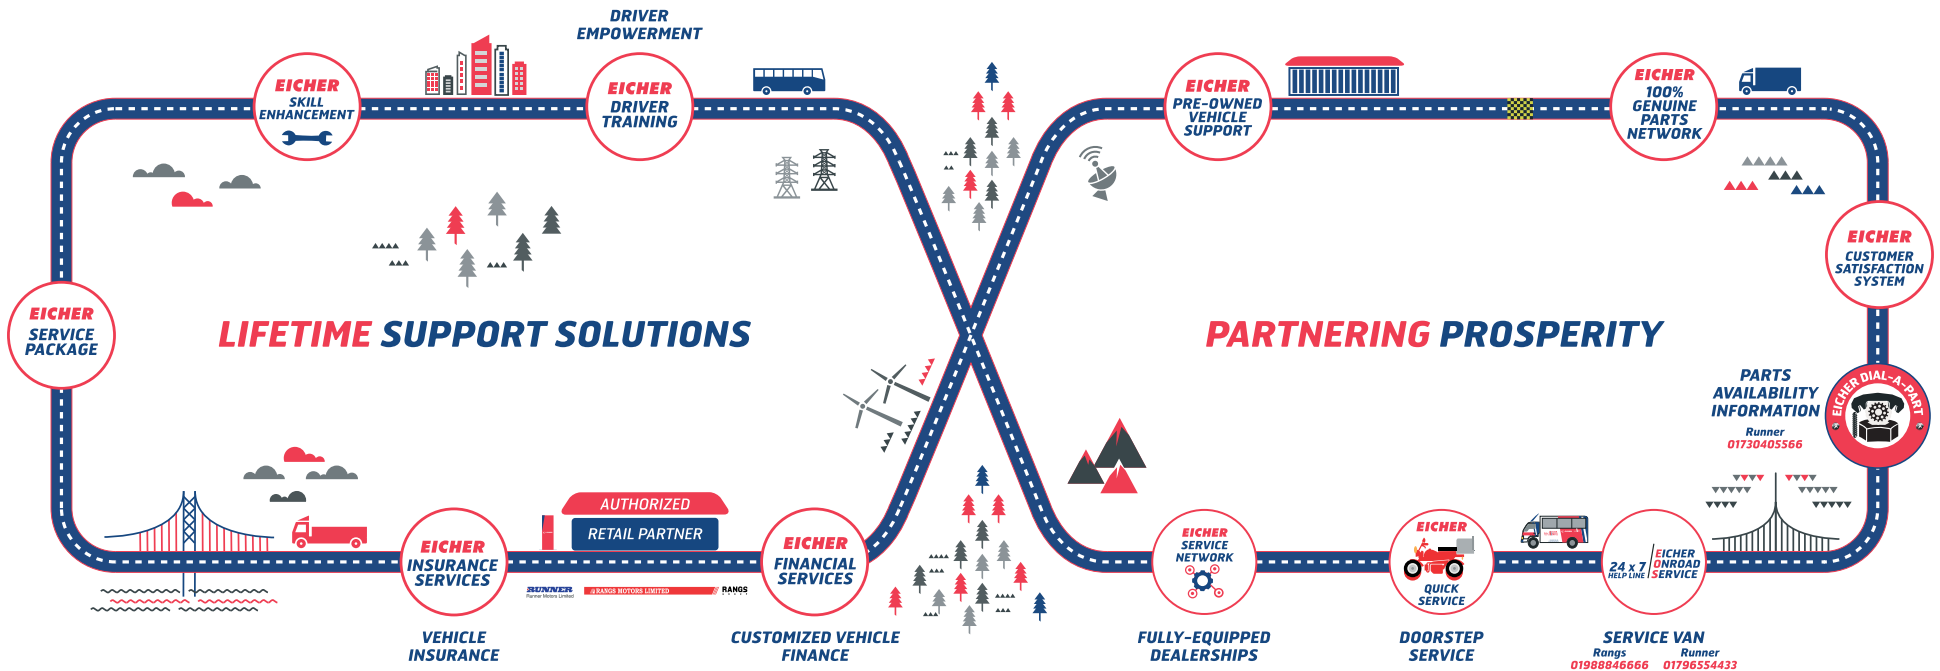 DRIVER
EMPOWERMENT
EICHER
SKILL
ENHANCEMENT
EICHER
DRIVER
TRAINING
EICHER
PRE-OWNED
VEHICLE
SUPPORT
EICHER
100%
GENUINE
PARTS
NETWORK
EICHER
CUSTOMER
SATISFACTION
SYSTEM
EICHER
SERVICE
PACKAGE
LIFETIME SUPPORT SOLUTIONS
PARTNERING PROSPERITY
PARTS
AVAILABILITY
INFORMATION
Runner
01730405566
EICHER DIAL-A-PART
EICHER
INSURANCE
SERVICES
VEHICLE
INSURANCE
AUTHORIZED
RETAIL PARTNER
RUNNER
Runner Motors Limited
RANGS MOTORS LIMITED
RANGS
EICHER
FINANCIAL
SERVICES
CUSTOMIZED VEHICLE
FINANCE
EICHER
SERVICE
NETWORK
FULLY-EQUIPPED
DEALERSHIPS
EICHER
QUICK
SERVICE
DOORSTEP
SERVICE
24 x 7
HELP LINE
EICHER
ONROAD
SERVICE
SERVICE VAN
Rangs
01988846666
Runner
01796554433